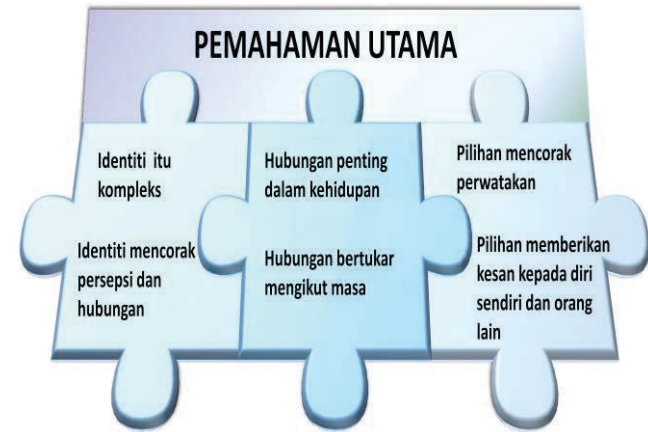 PEMAHAMAN UTAMA
Identiti itu
kompleks
Identiti mencorak
persepsi dan
hubungan
Hubungan penting
dalam kehidupan
Hubungan bertukar
mengikut masa
Pilihan mencorak
perwatakan
Pilihan memberikan
kesan kepada diri
sendiri dan orang
lain